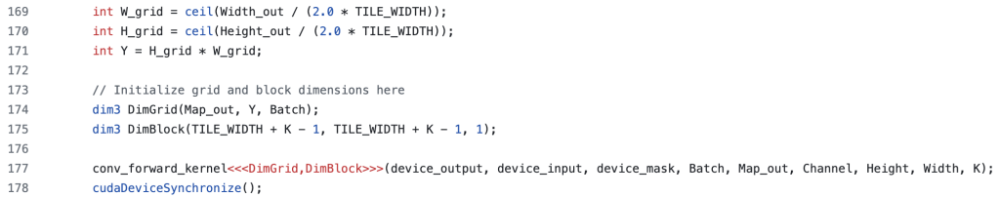 169 int W_grid = ceil(Width_out / (2.0 * TILE_WIDTH));
170 int H_grid = ceil(Height_out / (2.0 * TILE_WIDTH));
171 int Y = H_grid * W_grid;
172
173 // Initialize grid and block dimensions here
174 dim3 DimGrid(Map_out, Y, Batch);
175 dim3 DimBlock(TILE_WIDTH + K - 1, TILE_WIDTH + K - 1, 1);
176
177 conv_forward_kernel<<<DimGrid,DimBlock>>>(device_output, device_input, device_mask, Batch, Map_out, Channel, Height, Width, K);
178 cudaDeviceSynchronize();